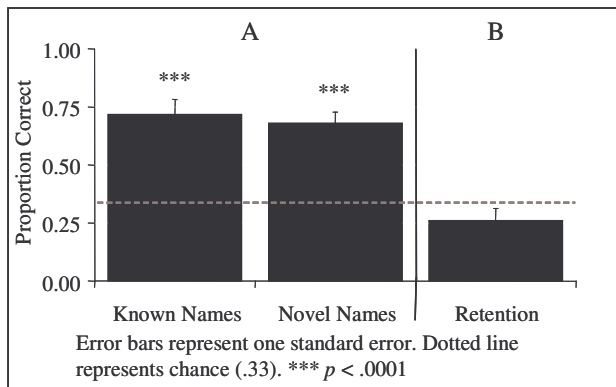 A B
1.00
0.75
0.50
0.25
0.00
Proportion Correct
***
***
Known Names Novel Names Retention
Error bars represent one standard error. Dotted line
represents chance (.33). *** p < .0001